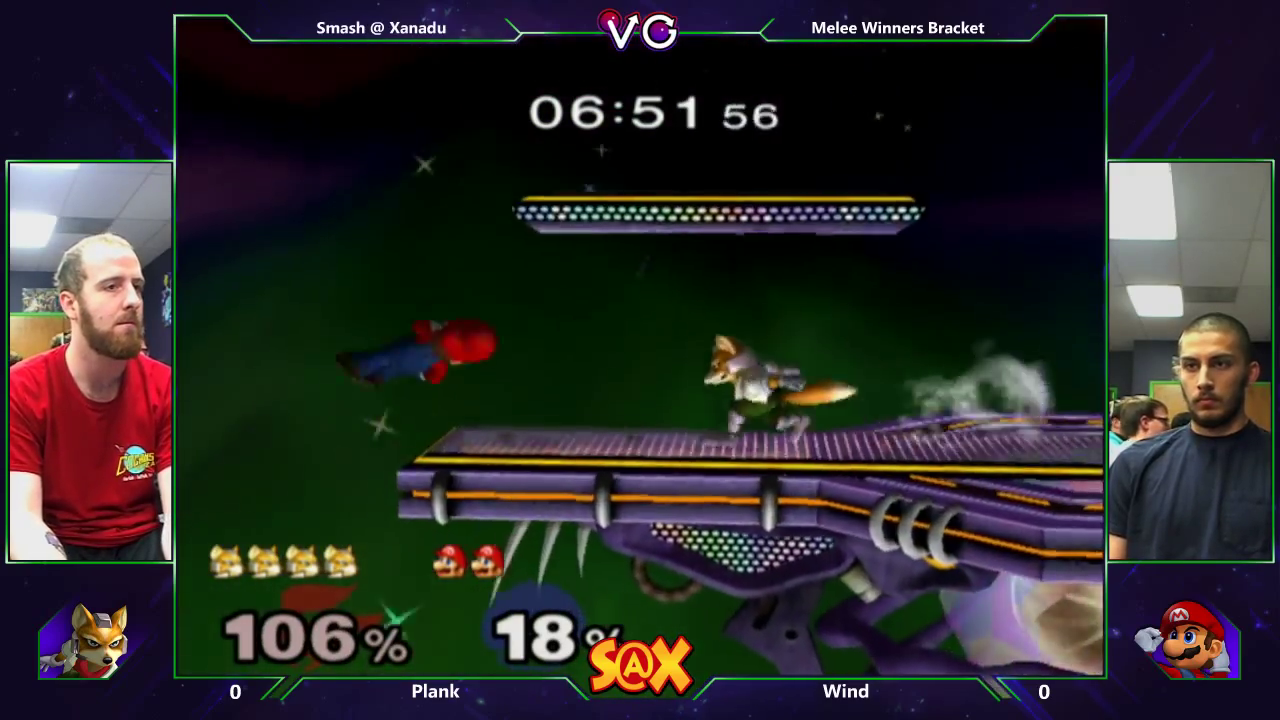 Smash @ Xanadu
VG
Melee Winners Bracket
06:51 56
106%
18%
S@X
0
Plank
Wind
0